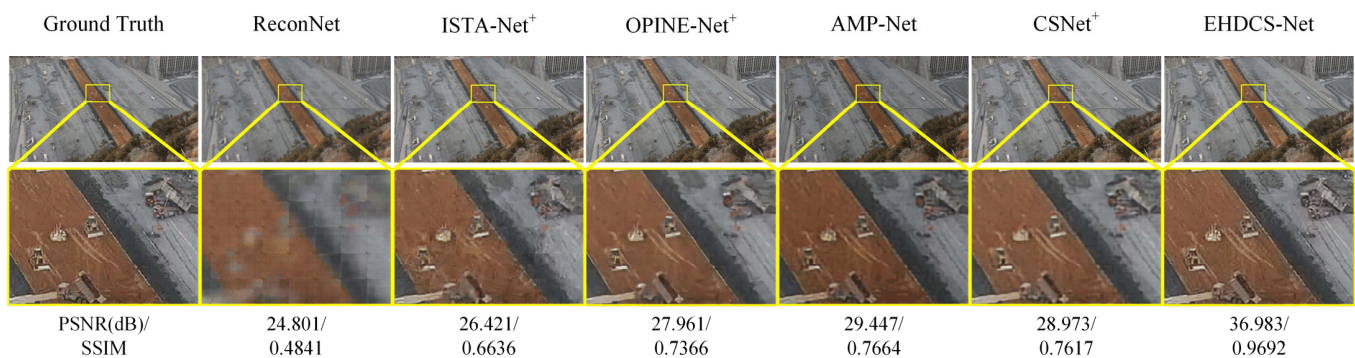 Ground Truth ReconNet ISTA-Net+ OPINE-Net+ AMP-Net CSNet+ EHDCS-Net
PSNR(dB)/ 24.801/ 26.421/ 27.961/ 29.447/ 28.973/ 36.983/
SSIM 0.4841 0.6636 0.7366 0.7664 0.7617 0.9692